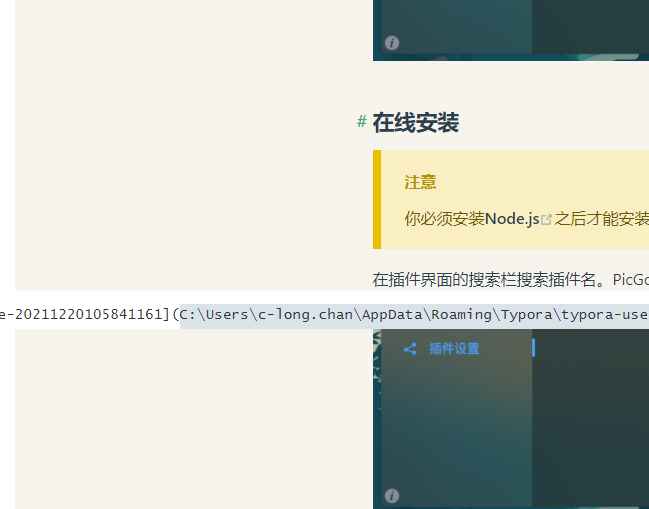 # 在线安装
注意
你必须安装Node.js之后才能安装
在插件界面的搜索栏搜索插件名。PicGo
e-20211220105841161](C:\Users\c-long.chan\AppData\Roaming\Typora\typora-use
插件设置